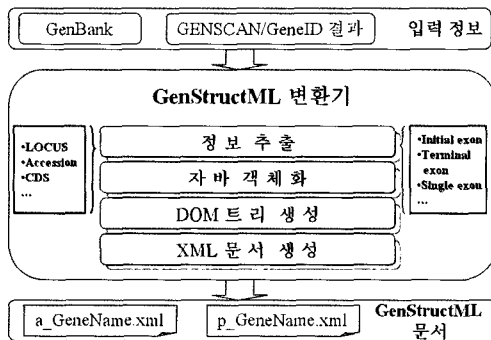 GenBank
GENSCAN/GeneID 결과
입력 정보
GenStructML 변환기
•LOCUS
•Accession
•CDS
...
정보 추출
자바 객체화
DOM 트리 생성
XML 문서 생성
•Initial exon
•Terminal
exon
•Single exon
...
a_GeneName.xml
p_GeneName.xml
GenStructML
문서